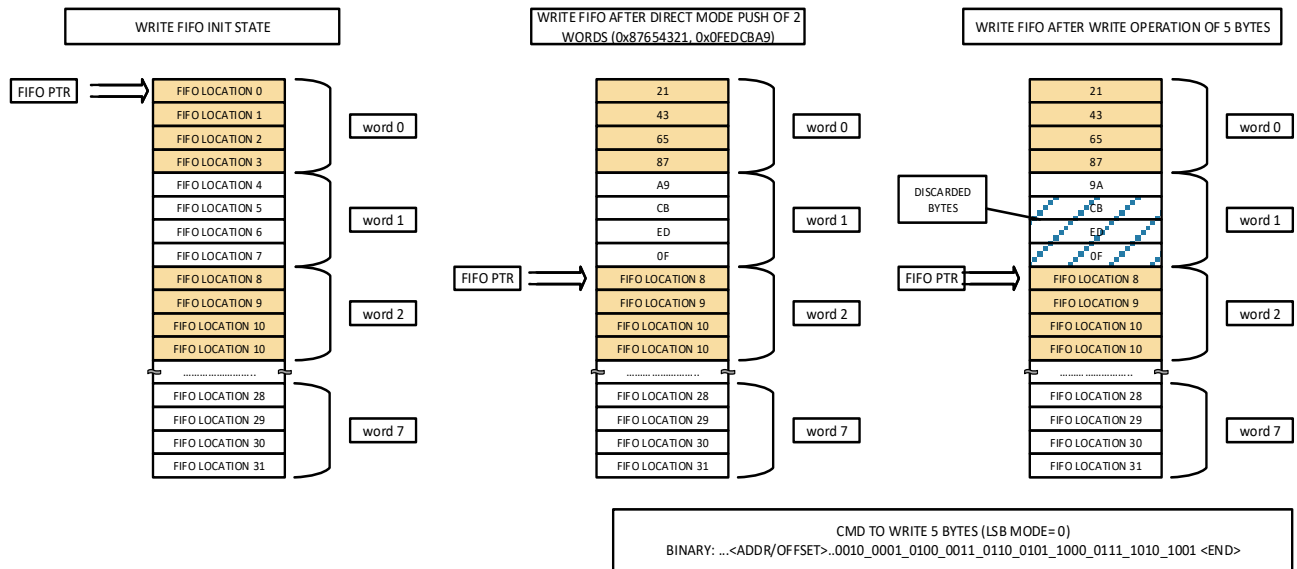 WRITE FIFO INIT STATE
FIFO PTR
FIFO LOCATION 0
FIFO LOCATION 1
FIFO LOCATION 2
FIFO LOCATION 3
FIFO LOCATION 4
FIFO LOCATION 5
FIFO LOCATION 6
FIFO LOCATION 7
FIFO LOCATION 8
FIFO LOCATION 9
FIFO LOCATION 10
FIFO LOCATION 10
……………………..
FIFO LOCATION 28
FIFO LOCATION 29
FIFO LOCATION 30
FIFO LOCATION 31
word 0
word 1
word 2
word 7
WRITE FIFO AFTER DIRECT MODE PUSH OF 2
WORDS (0x87654321, 0x0FEDCBA9)
21
43
65
87
A9
CB
ED
0F
FIFO PTR
FIFO LOCATION 8
FIFO LOCATION 9
FIFO LOCATION 10
FIFO LOCATION 10
……………………..
FIFO LOCATION 28
FIFO LOCATION 29
FIFO LOCATION 30
FIFO LOCATION 31
word 0
word 1
word 2
word 7
WRITE FIFO AFTER WRITE OPERATION OF 5 BYTES
21
43
65
87
9A
CB
ED
0F
DISCARDED
BYTES
FIFO PTR
FIFO LOCATION 8
FIFO LOCATION 9
FIFO LOCATION 10
FIFO LOCATION 10
……………………..
FIFO LOCATION 28
FIFO LOCATION 29
FIFO LOCATION 30
FIFO LOCATION 31
word 0
word 1
word 2
word 7
CMD TO WRITE 5 BYTES (LSB MODE= 0)
BINARY: ...<ADDR/OFFSET>..0010_0001_0100_0011_0110_0101_1000_0111_1010_1001 <END>